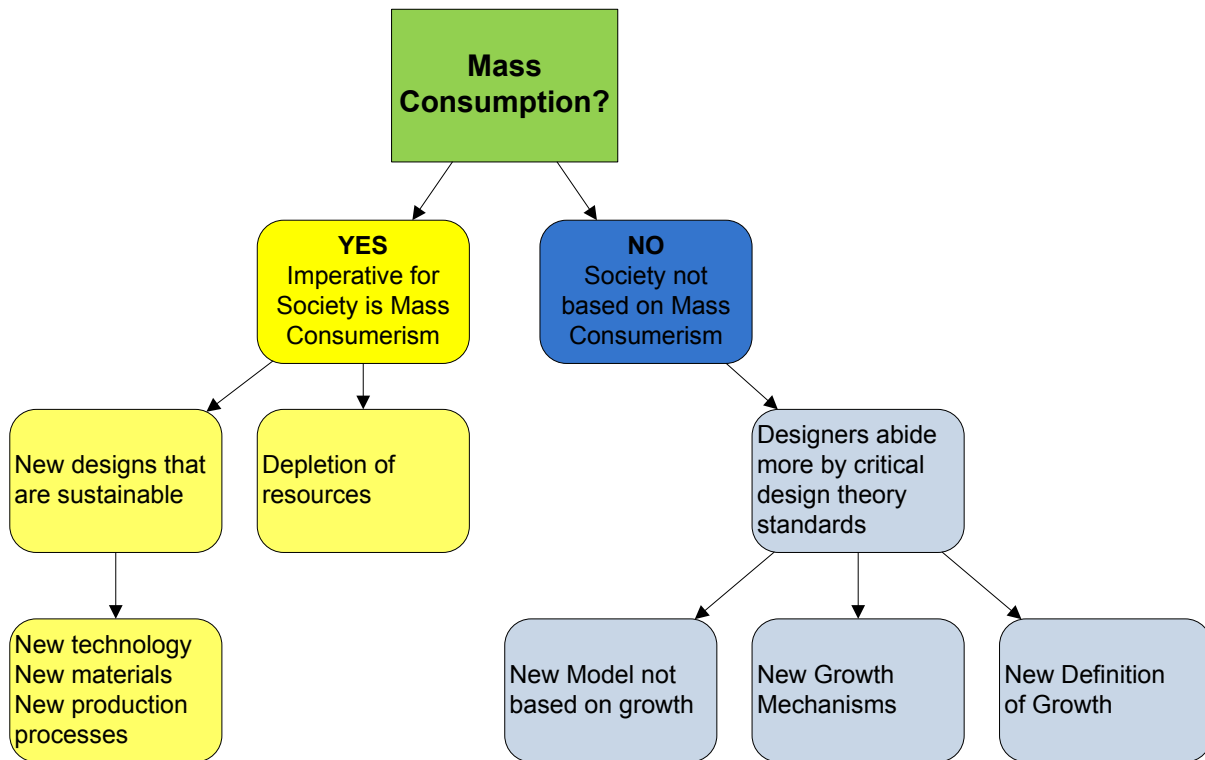 Mass
Consumption?
YES
Imperative for
Society is Mass
Consumerism
NO
Society not
based on Mass
Consumerism
New designs that
are sustainable
Depletion of
resources
Designers abide
more by critical
design theory
standards
New technology
New materials
New production
processes
New Model not
based on growth
New Growth
Mechanisms
New Definition
of Growth